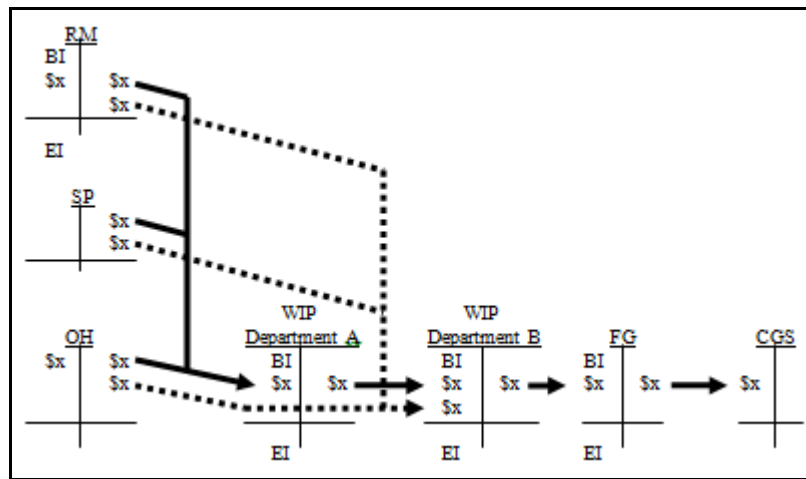 RM
BI
$x $x
$x
EI
SP
$x
$x
WIP WIP
OH Department A Department B FG CGS
BI BI BI
$x $x $x $x $x $x $x $x $x
$x $x
EI EI EI